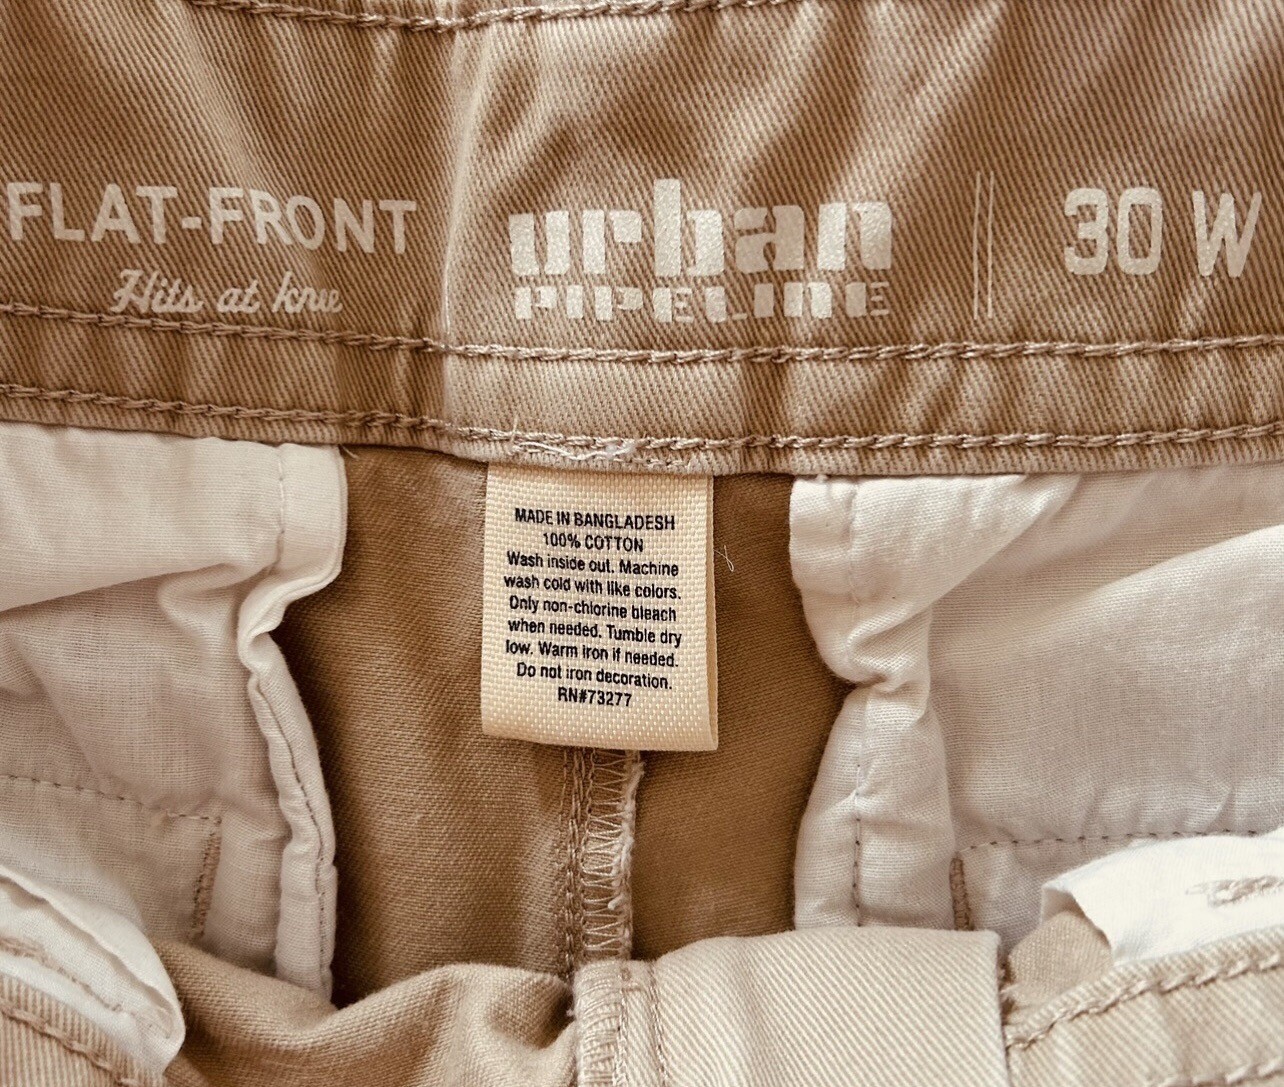 FLAT-FRONT
Hits at knee
urban
PIPELINE
30 W
MADE IN BANGLADESH
100% COTTON
Wash inside out. Machine
wash cold with like colors.
Only non-chlorine bleach
when needed. Tumble dry
low. Warm iron if needed.
Do not iron decoration.
RN#73277